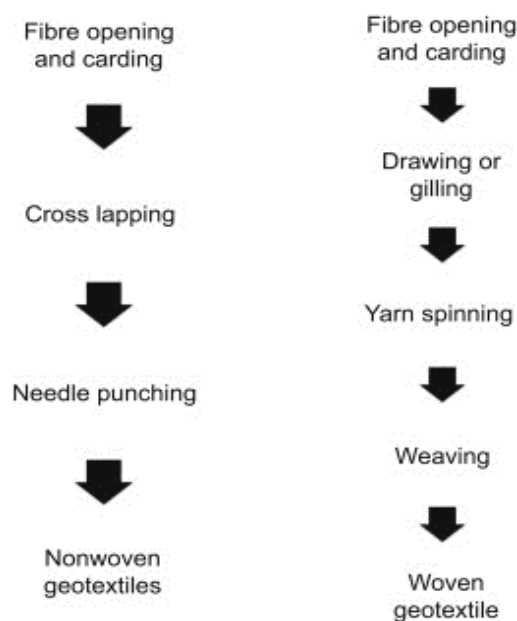 Fibre opening
and carding
Cross lapping
Needle punching
Nonwoven
geotextiles
Fibre opening
and carding
Drawing or
gilling
Yarn spinning
Weaving
Woven
geotextile